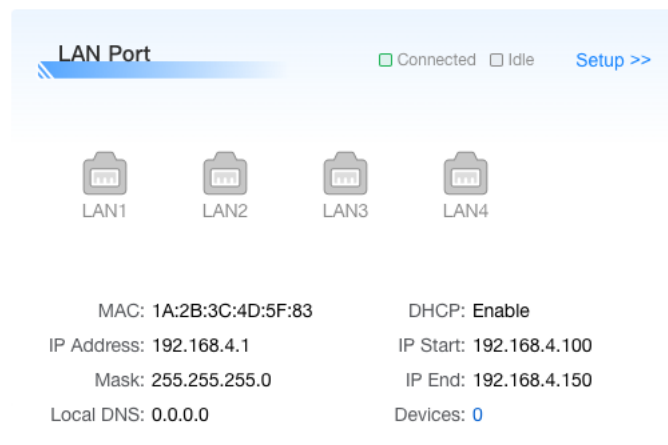 LAN Port
Connected Idle Setup >>
LAN1 LAN2 LAN3 LAN4
MAC: 1A:2B:3C:4D:5F:83 DHCP: Enable
IP Address: 192.168.4.1 IP Start: 192.168.4.100
Mask: 255.255.255.0 IP End: 192.168.4.150
Local DNS: 0.0.0.0 Devices: 0